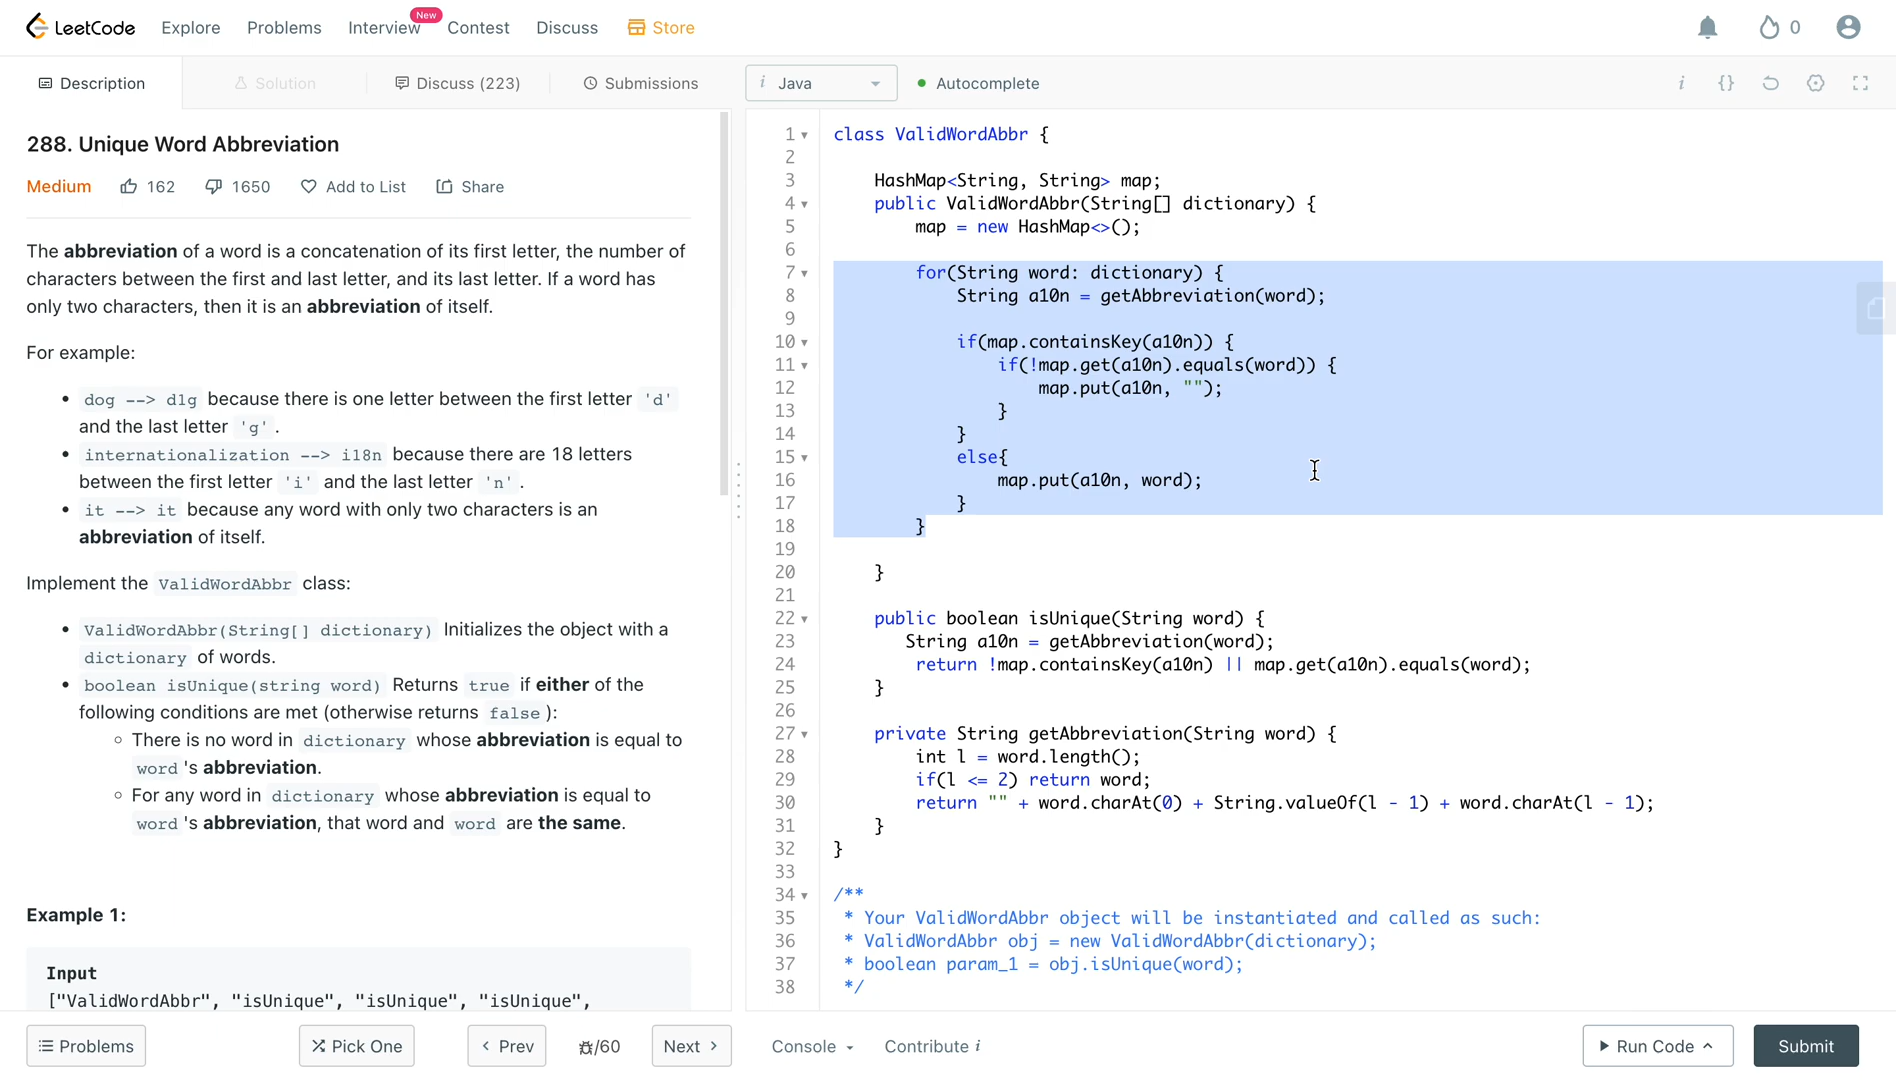 LeetCode Explore Problems Interview New Contest Discuss Store 0
Description Solution Discuss (223) Submissions i Java Autocomplete i {}
288. Unique Word Abbreviation
Medium 162 1650 Add to List Share
The abbreviation of a word is a concatenation of its first letter, the number of
characters between the first and last letter, and its last letter. If a word has
only two characters, then it is an abbreviation of itself.
For example:
• dog --> d1g because there is one letter between the first letter 'd'
and the last letter 'g'.
• internationalization --> i18n because there are 18 letters
between the first letter 'i' and the last letter 'n'.
• it --> it because any word with only two characters is an
abbreviation of itself.
Implement the ValidWordAbbr class:
• ValidWordAbbr(String[] dictionary) Initializes the object with a
dictionary of words.
• boolean isUnique(string word) Returns true if either of the
following conditions are met (otherwise returns false):
○ There is no word in dictionary whose abbreviation is equal to
word's abbreviation.
○ For any word in dictionary whose abbreviation is equal to
word's abbreviation, that word and word are the same.
Example 1:
Input
["ValidWordAbbr", "isUnique", "isUnique", "isUnique",
1 class ValidWordAbbr {
2
3 HashMap<String, String> map;
4 public ValidWordAbbr(String[] dictionary) {
5 map = new HashMap<>();
6
7 for(String word: dictionary) {
8 String a10n = getAbbreviation(word);
9
10 if(map.containsKey(a10n)) {
11 if(!map.get(a10n).equals(word)) {
12 map.put(a10n, "");
13 }
14 }
15 else{
16 map.put(a10n, word);
17 }
18 }
19
20 }
21
22 public boolean isUnique(String word) {
23 String a10n = getAbbreviation(word);
24 return !map.containsKey(a10n) || map.get(a10n).equals(word);
25 }
26
27 private String getAbbreviation(String word) {
28 int l = word.length();
29 if(l <= 2) return word;
30 return "" + word.charAt(0) + String.valueOf(l - 1) + word.charAt(l - 1);
31 }
32 }
33
34 /**
35 * Your ValidWordAbbr object will be instantiated and called as such:
36 * ValidWordAbbr obj = new ValidWordAbbr(dictionary);
37 * boolean param_1 = obj.isUnique(word);
38 */
Problems Pick One Prev /60 Next Console Contribute i Run Code Submit